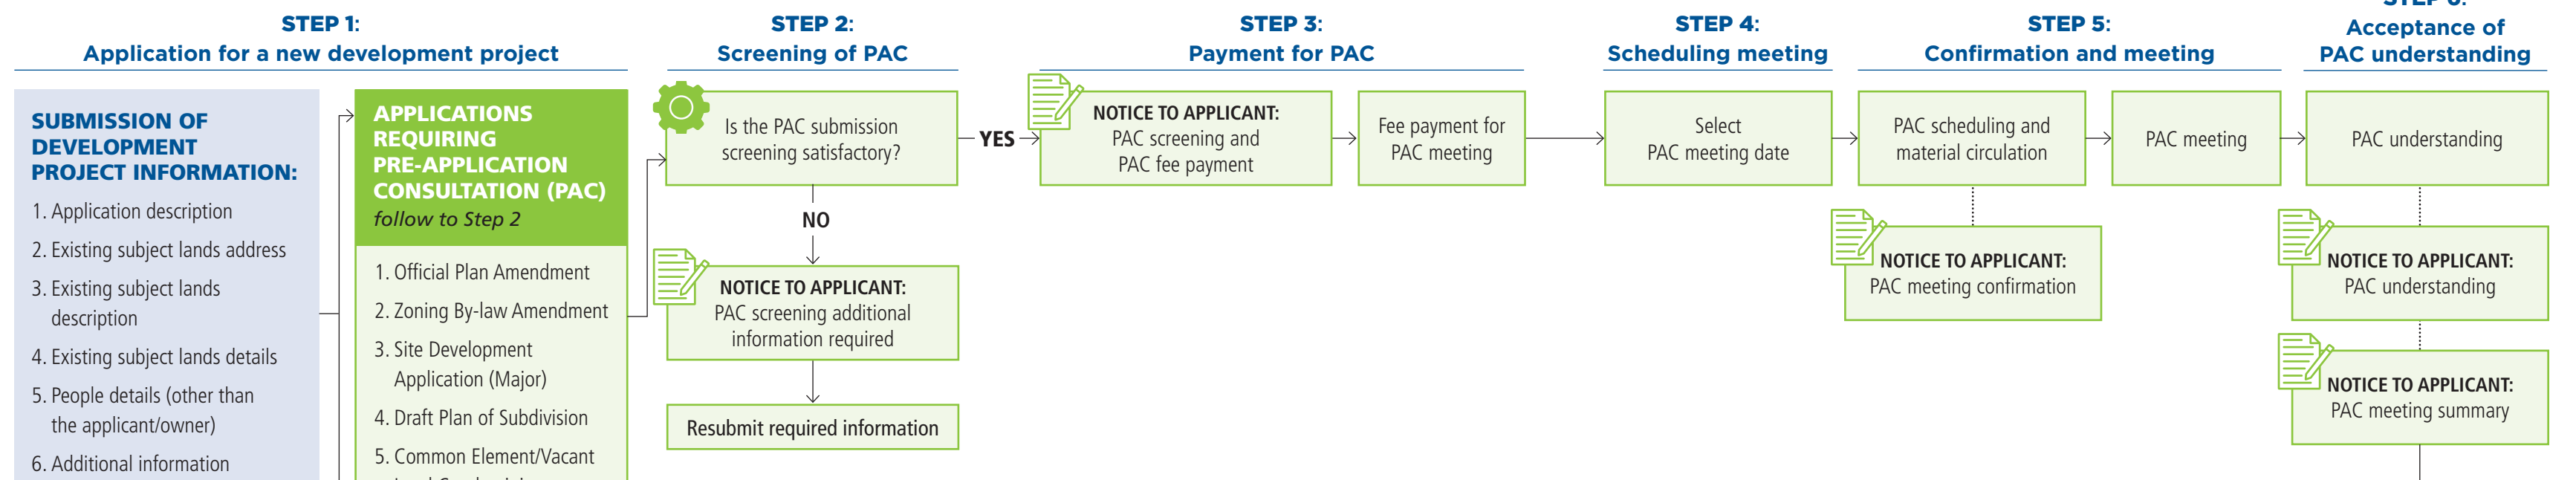 STEP 1:
Application for a new development project
SUBMISSION OF
DEVELOPMENT
PROJECT INFORMATION:
1. Application description
2. Existing subject lands address
3. Existing subject lands
description
4. Existing subject lands details
5. People details (other than
the applicant/owner)
6. Additional information
APPLICATIONS
REQUIRING
PRE-APPLICATION
CONSULTATION (PAC)
follow to Step 2
1. Official Plan Amendment
2. Zoning By-law Amendment
3. Site Development
Application (Major)
4. Draft Plan of Subdivision
5. Common Element/Vacant
STEP 2:
Screening of PAC
Is the PAC submission
screening satisfactory?
YES
NO
NOTICE TO APPLICANT:
PAC screening additional
information required
Resubmit required information
STEP 3:
Payment for PAC
NOTICE TO APPLICANT:
PAC screening and
PAC fee payment
Fee payment for
PAC meeting
STEP 4:
Scheduling meeting
Select
PAC meeting date
STEP 5:
Confirmation and meeting
PAC scheduling and
material circulation
PAC meeting
NOTICE TO APPLICANT:
PAC meeting confirmation
STEP 6:
Acceptance of
PAC understanding
PAC understanding
NOTICE TO APPLICANT:
PAC understanding
NOTICE TO APPLICANT:
PAC meeting summary